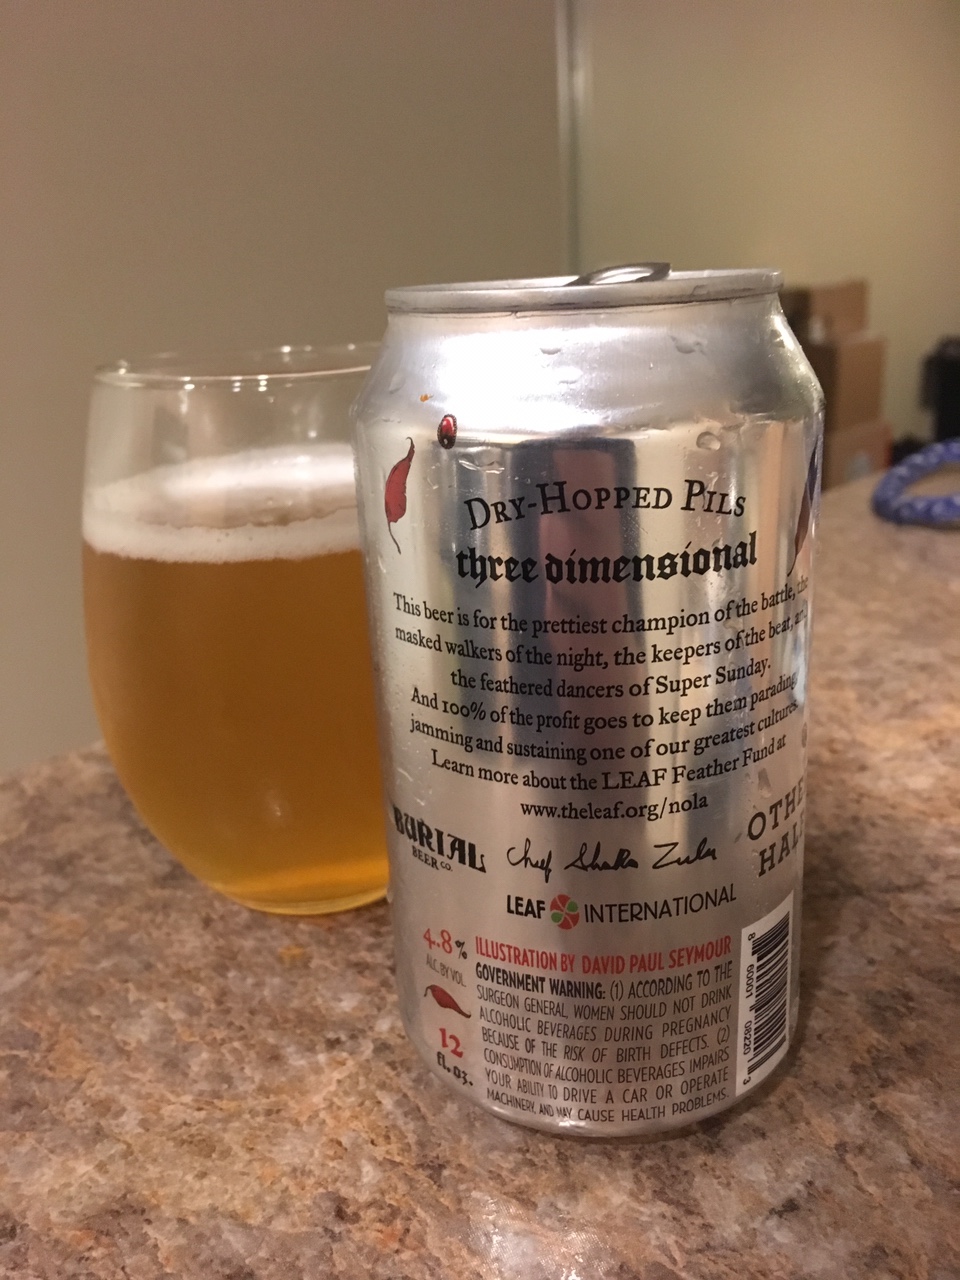 Dry-Hopped Pils
three dimensional
This beer is for the prettiest champion of the battle, the
masked walkers of the night, the keepers of the beat, and
the feathered dancers of Super Sunday.
And 100% of the profit goes to keep them parading,
jamming and sustaining one of our greatest cultures.
Learn more about the LEAF Feather Fund at
www.theleaf.org/nola
BURIAL
BEER CO.
OTHE
HAL
LEAF INTERNATIONAL
4.8%
ALC. BY VOL.
12
fl. oz.
ILLUSTRATION BY DAVID PAUL SEYMOUR
GOVERNMENT WARNING: (1) ACCORDING TO THE
SURGEON GENERAL, WOMEN SHOULD NOT DRINK
ALCOHOLIC BEVERAGES DURING PREGNANCY
BECAUSE OF THE RISK OF BIRTH DEFECTS. (2)
CONSUMPTION OF ALCOHOLIC BEVERAGES IMPAIRS
YOUR ABILITY TO DRIVE A CAR OR OPERATE
MACHINERY, AND MAY CAUSE HEALTH PROBLEMS.
8 60001 08220 3